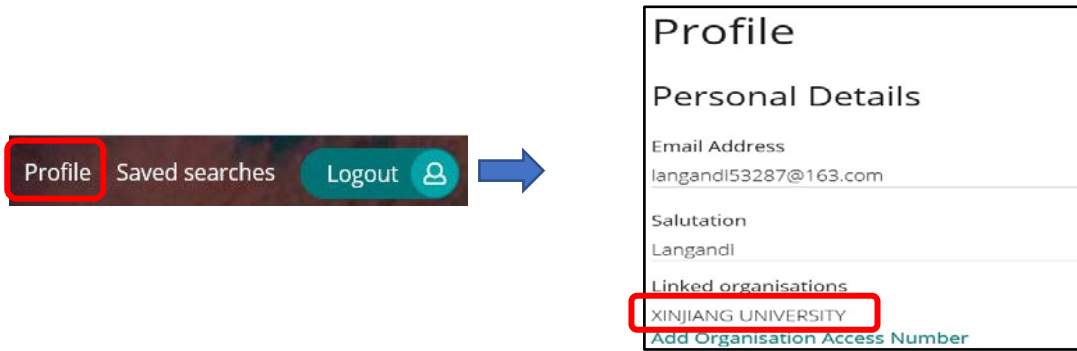 Profile Saved searches Logout
Profile
Personal Details
Email Address
langandl53287@163.com
Salutation
Langandl
Linked organisations
XINJIANG UNIVERSITY
Add Organisation Access Number